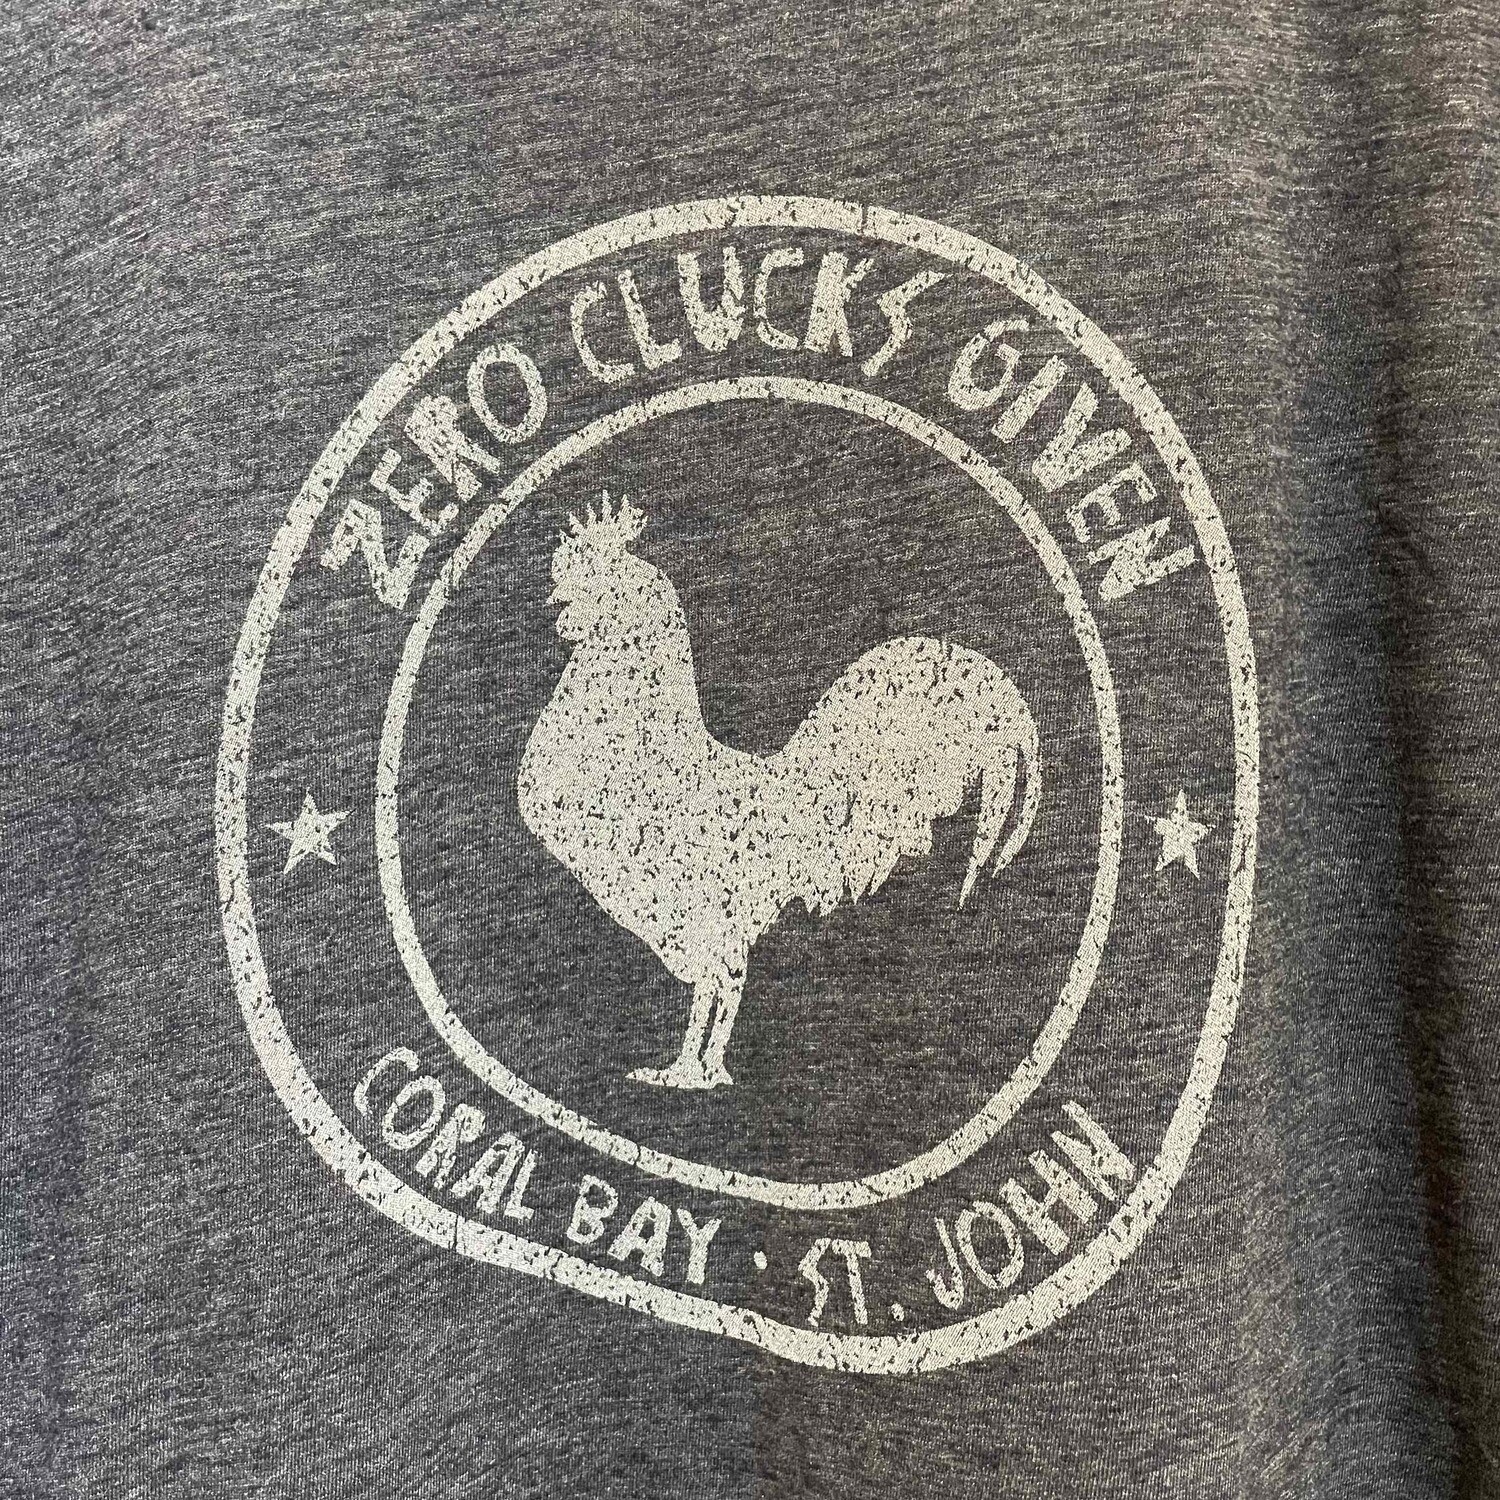 ZERO CLUCKS GIVEN
CORAL BAY · ST. JOHN